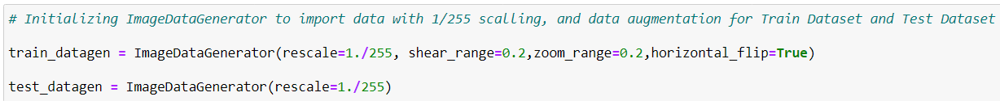 # Initializing ImageDataGenerator to import data with 1/255 scalling, and data augmentation for Train Dataset and Test Dataset
train_datagen = ImageDataGenerator(rescale=1./255, shear_range=0.2,zoom_range=0.2,horizontal_flip=True)
test_datagen = ImageDataGenerator(rescale=1./255)